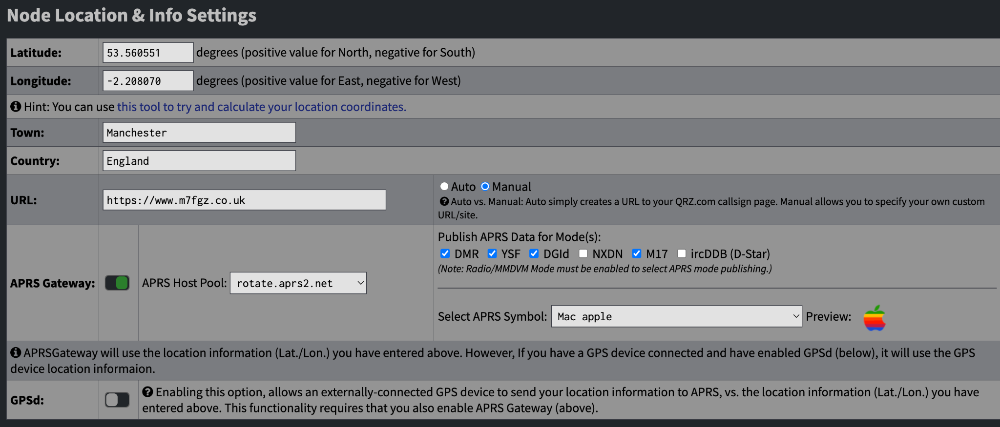 Node Location & Info Settings
Latitude: 53.560551 degrees (positive value for North, negative for South)
Longitude: -2.208070 degrees (positive value for East, negative for West)
Hint: You can use this tool to try and calculate your location coordinates.
Town: Manchester
Country: England
URL: https://www.m7fgz.co.uk
Auto Manual
Auto vs. Manual: Auto simply creates a URL to your QRZ.com callsign page. Manual allows you to specify your own custom
URL/site.
APRS Gateway: APRS Host Pool: rotate.aprs2.net
Publish APRS Data for Mode(s):
DMR YSF DGId NXDN M17 ircDDB (D-Star)
(Note: Radio/MMDVM Mode must be enabled to select APRS mode publishing.)
Select APRS Symbol: Mac apple Preview:
APRSGateway will use the location information (Lat./Lon.) you have entered above. However, If you have a GPS device connected and have enabled GPSd (below), it will use the GPS
device location informaion.
GPSd: Enabling this option, allows an externally-connected GPS device to send your location information to APRS, vs. the location information (Lat./Lon.) you have
entered above. This functionality requires that you also enable APRS Gateway (above).